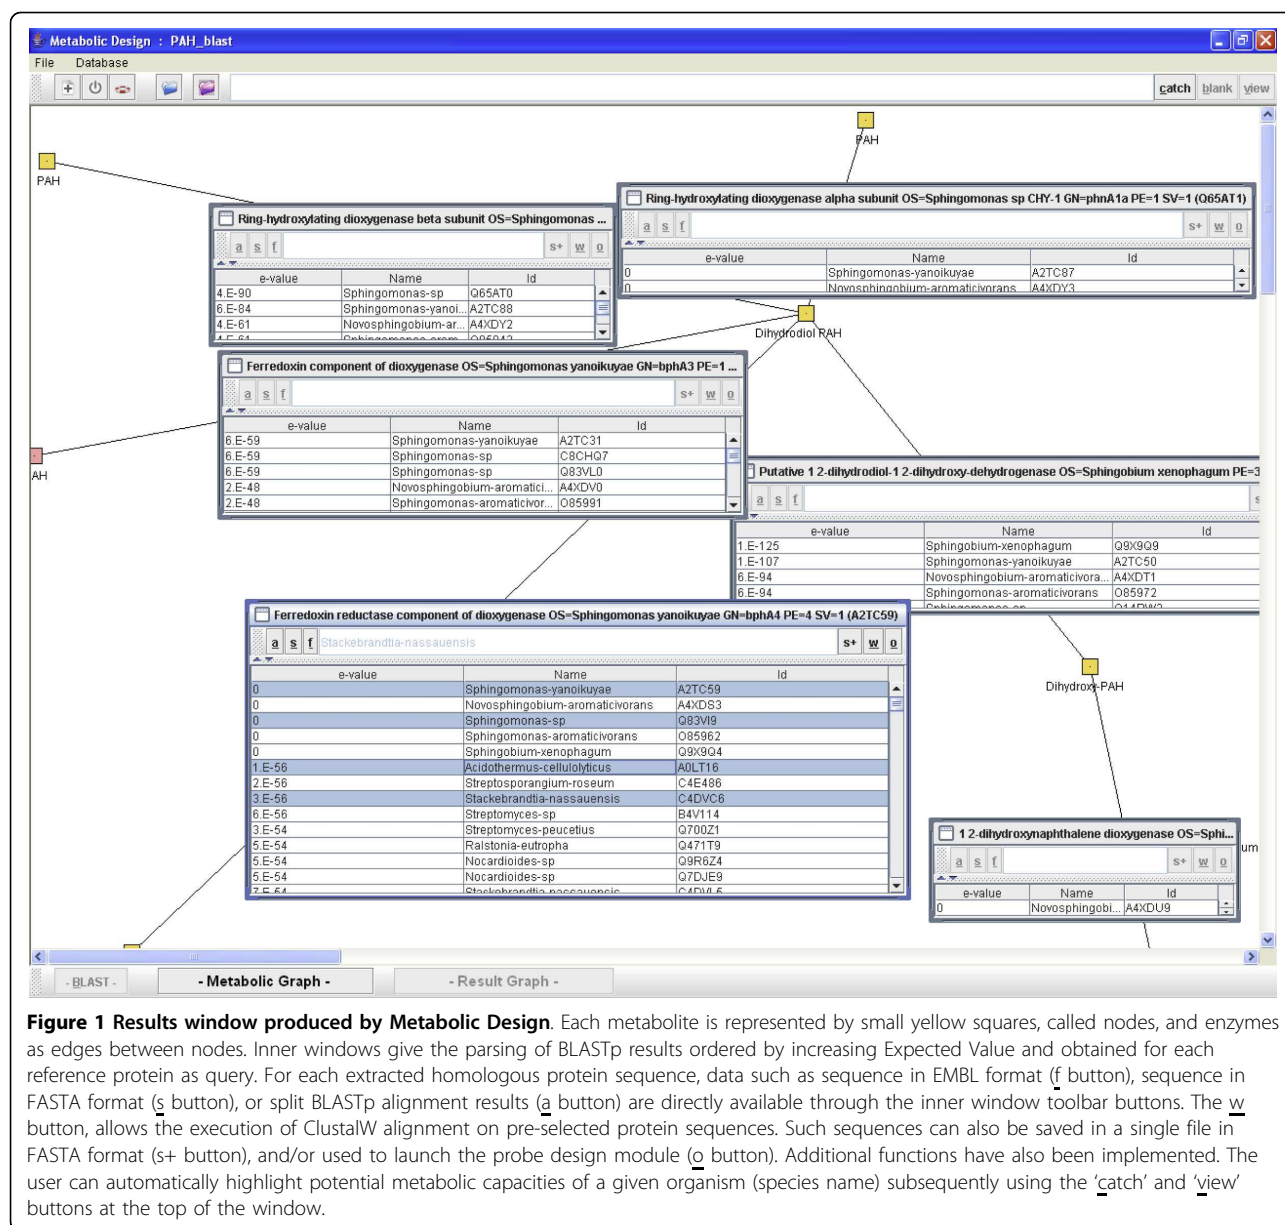 Metabolic Design : PAH_blast
File Database
catch blank view
PAH
PAH
Ring-hydroxylating dioxygenase beta subunit OS=Sphingomonas ...
a s f s+ w o
e-value Name Id
4.E-90 Sphingomonas-sp Q65AT0
6.E-84 Sphingomonas-yanoi... A2TC88
4.E-61 Novosphingobium-ar... A4XDY2
4.E-61 Sphingomonas-arom... O85942
Ring-hydroxylating dioxygenase alpha subunit OS=Sphingomonas sp CHY-1 GN=phnA1a PE=1 SV=1 (Q65AT1)
a s f s+ w o
e-value Name Id
0 Sphingomonas-yanoikuyae A2TC87
0 Novosphingobium-aromaticivorans A4XDY3
Dihydrodiol PAH
Ferredoxin component of dioxygenase OS=Sphingomonas yanoikuyae GN=bphA3 PE=1 ...
a s f s+ w o
e-value Name Id
6.E-59 Sphingomonas-yanoikuyae A2TC31
6.E-59 Sphingomonas-sp C8CHQ7
6.E-59 Sphingomonas-sp Q83VL0
2.E-48 Novosphingobium-aromatici... A4XDV0
2.E-48 Sphingomonas-aromaticivor... O85991
AH
Putative 1 2-dihydrodiol-1 2-dihydroxy-dehydrogenase OS=Sphingobium xenophagum PE=3
a s f s
e-value Name Id
1.E-125 Sphingobium-xenophagum Q9X9Q9
1.E-107 Sphingomonas-yanoikuyae A2TC50
6.E-94 Novosphingobium-aromaticivora... A4XDT1
6.E-94 Sphingomonas-aromaticivorans O85972
Sphingomonas-sp
Ferredoxin reductase component of dioxygenase OS=Sphingomonas yanoikuyae GN=bphA4 PE=4 SV=1 (A2TC59)
a s f Stackebrandtia-nassauensis s+ w o
e-value Name Id
0 Sphingomonas-yanoikuyae A2TC59
0 Novosphingobium-aromaticivorans A4XDS3
0 Sphingomonas-sp Q83VI9
0 Sphingomonas-aromaticivorans O85962
0 Sphingobium-xenophagum Q9X9Q4
1.E-56 Acidothermus-cellulolyticus A0LT16
2.E-56 Streptosporangium-roseum C4E486
3.E-56 Stackebrandtia-nassauensis C4DVC6
6.E-56 Streptomyces-sp B4V114
3.E-54 Streptomyces-peucetius Q700Z1
5.E-54 Ralstonia-eutropha Q471T9
5.E-54 Nocardioides-sp Q9R6Z4
5.E-54 Nocardioides-sp Q7DJE9
7.E-54 Stackebrandtia-nassauensis C4DVL5
Dihydroxy-PAH
1 2-dihydroxynaphthalene dioxygenase OS=Sphi...
um
a s f s+ w o
e-value Name Id
0 Novosphingobi... A4XDU9
- BLAST - - Metabolic Graph - - Result Graph -
Figure 1 Results window produced by Metabolic Design. Each metabolite is represented by small yellow squares, called nodes, and enzymes
as edges between nodes. Inner windows give the parsing of BLASTp results ordered by increasing Expected Value and obtained for each
reference protein as query. For each extracted homologous protein sequence, data such as sequence in EMBL format (f button), sequence in
FASTA format (s button), or split BLASTp alignment results (a button) are directly available through the inner window toolbar buttons. The w
button, allows the execution of ClustalW alignment on pre-selected protein sequences. Such sequences can also be saved in a single file in
FASTA format (s+ button), and/or used to launch the probe design module (o button). Additional functions have also been implemented. The
user can automatically highlight potential metabolic capacities of a given organism (species name) subsequently using the 'catch' and 'view'
buttons at the top of the window.